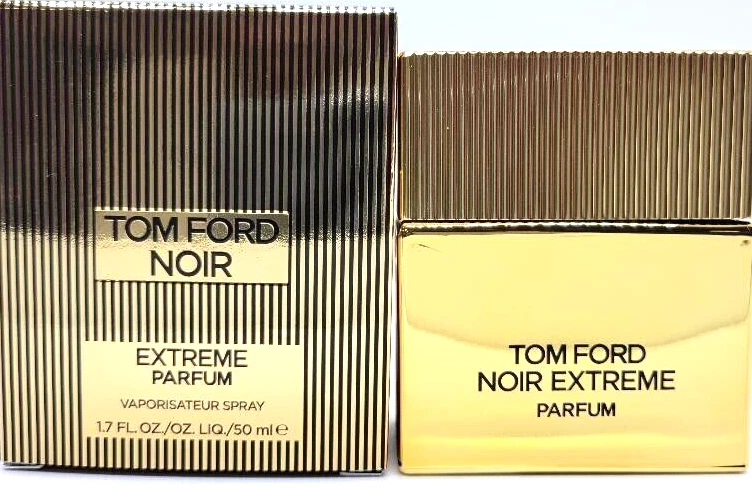 TOM FORD
NOIR
EXTREME
PARFUM
VAPORISATEUR SPRAY
1.7 FL. OZ./OZ. LIQ./50 ml ℮
TOM FORD
NOIR EXTREME
PARFUM